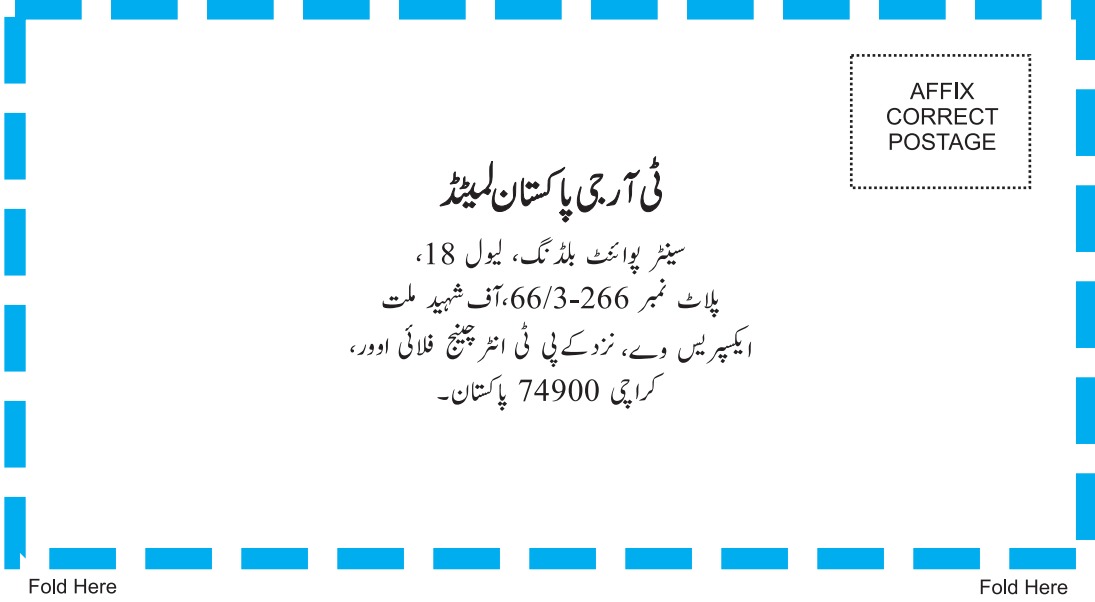 AFFIX
CORRECT
POSTAGE
ٹی آر جی پاکستان لمیٹڈ
سینٹر پوائنٹ بلڈنگ، لیول 18،
پلاٹ نمبر 66/3-266،آف شہید ملت
ایکسپریس وے، نزد کے پی ٹی انٹر چینج فلائی اوور،
کراچی 74900 پاکستان۔
Fold Here
Fold Here